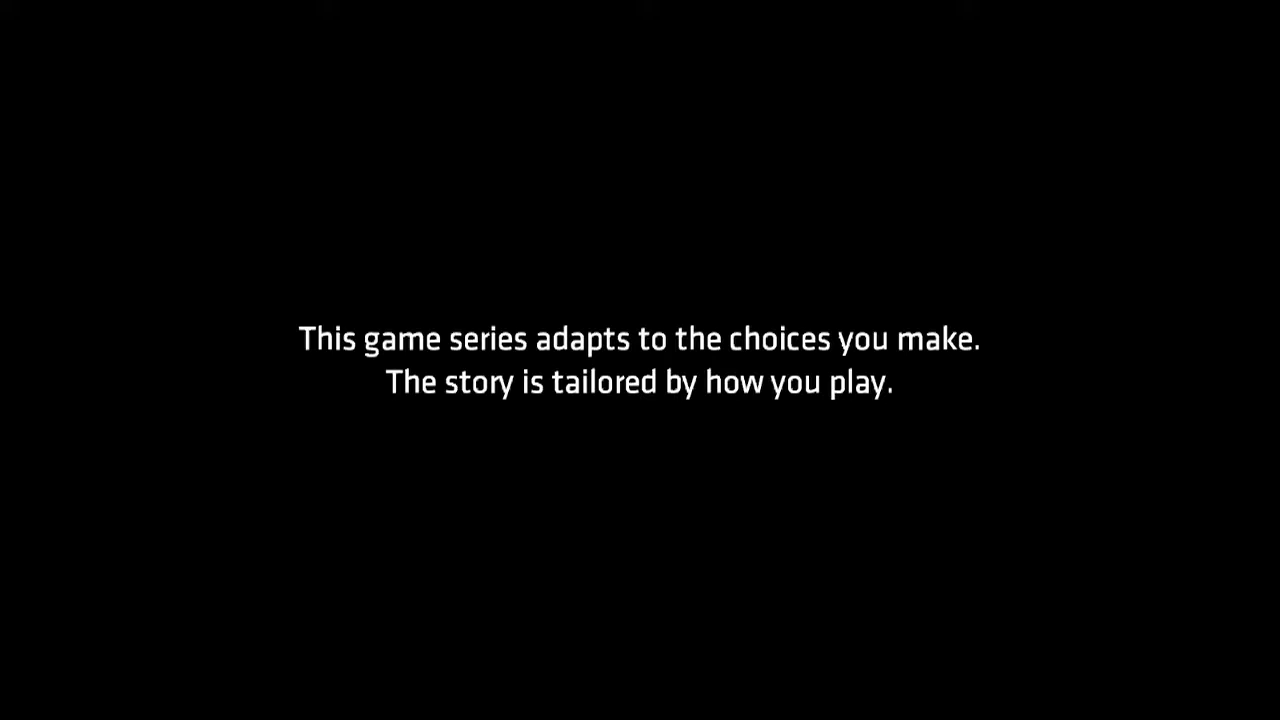 This game series adapts to the choices you make.
The story is tailored by how you play.